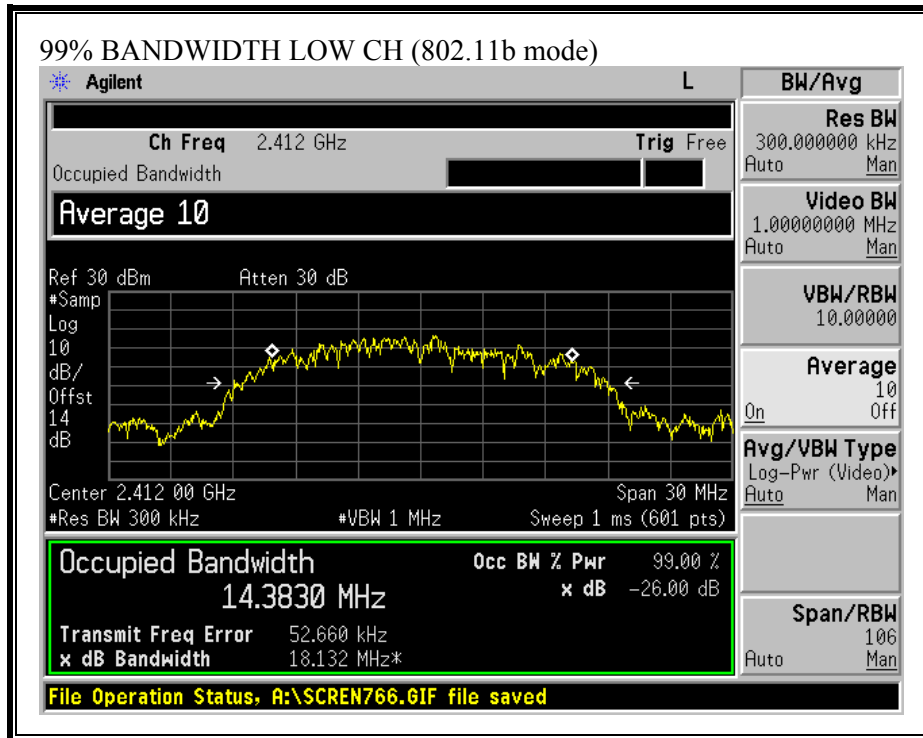 99% BANDWIDTH LOW CH (802.11b mode)
Agilent L
Ch Freq 2.412 GHz Trig Free
Occupied Bandwidth
Average 10
Ref 30 dBm Atten 30 dB
#Samp
Log
10
dB/
Offst
14
dB
Center 2.412 00 GHz Span 30 MHz
#Res BW 300 kHz #VBW 1 MHz Sweep 1 ms (601 pts)
Occupied Bandwidth Occ BW % Pwr 99.00 %
14.3830 MHz x dB -26.00 dB
Transmit Freq Error 52.660 kHz
x dB Bandwidth 18.132 MHz*
File Operation Status, A:\SCREN766.GIF file saved
BW/Avg
Res BW
300.000000 kHz
Auto Man
Video BW
1.00000000 MHz
Auto Man
VBW/RBW
10.00000
Average
10
On Off
Avg/VBW Type
Log-Pwr (Video)
Auto Man
Span/RBW
106
Auto Man